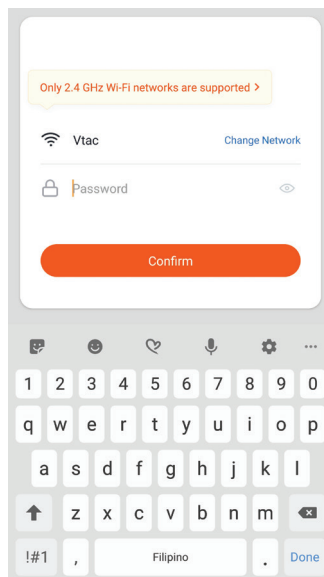 Only 2.4 GHz Wi-Fi networks are supported >
Vtac Change Network
Password
Confirm
1 2 3 4 5 6 7 8 9 0
q w e r t y u i o p
a s d f g h j k l
z x c v b n m
!#1 , Filipino . Done